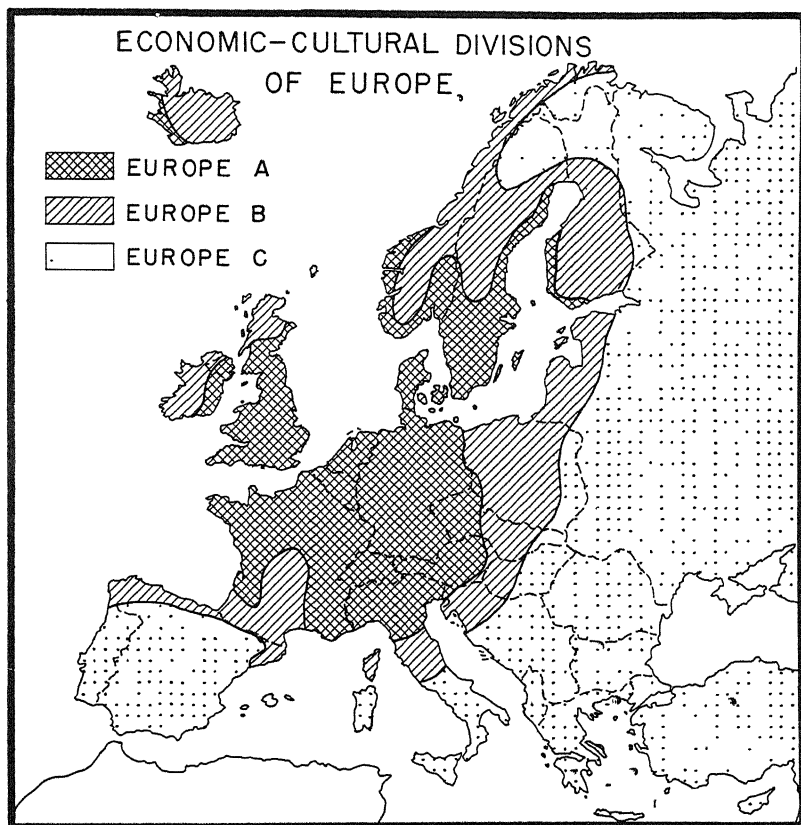 ECONOMIC-CULTURAL DIVISIONS
OF EUROPE
EUROPE A
EUROPE B
EUROPE C